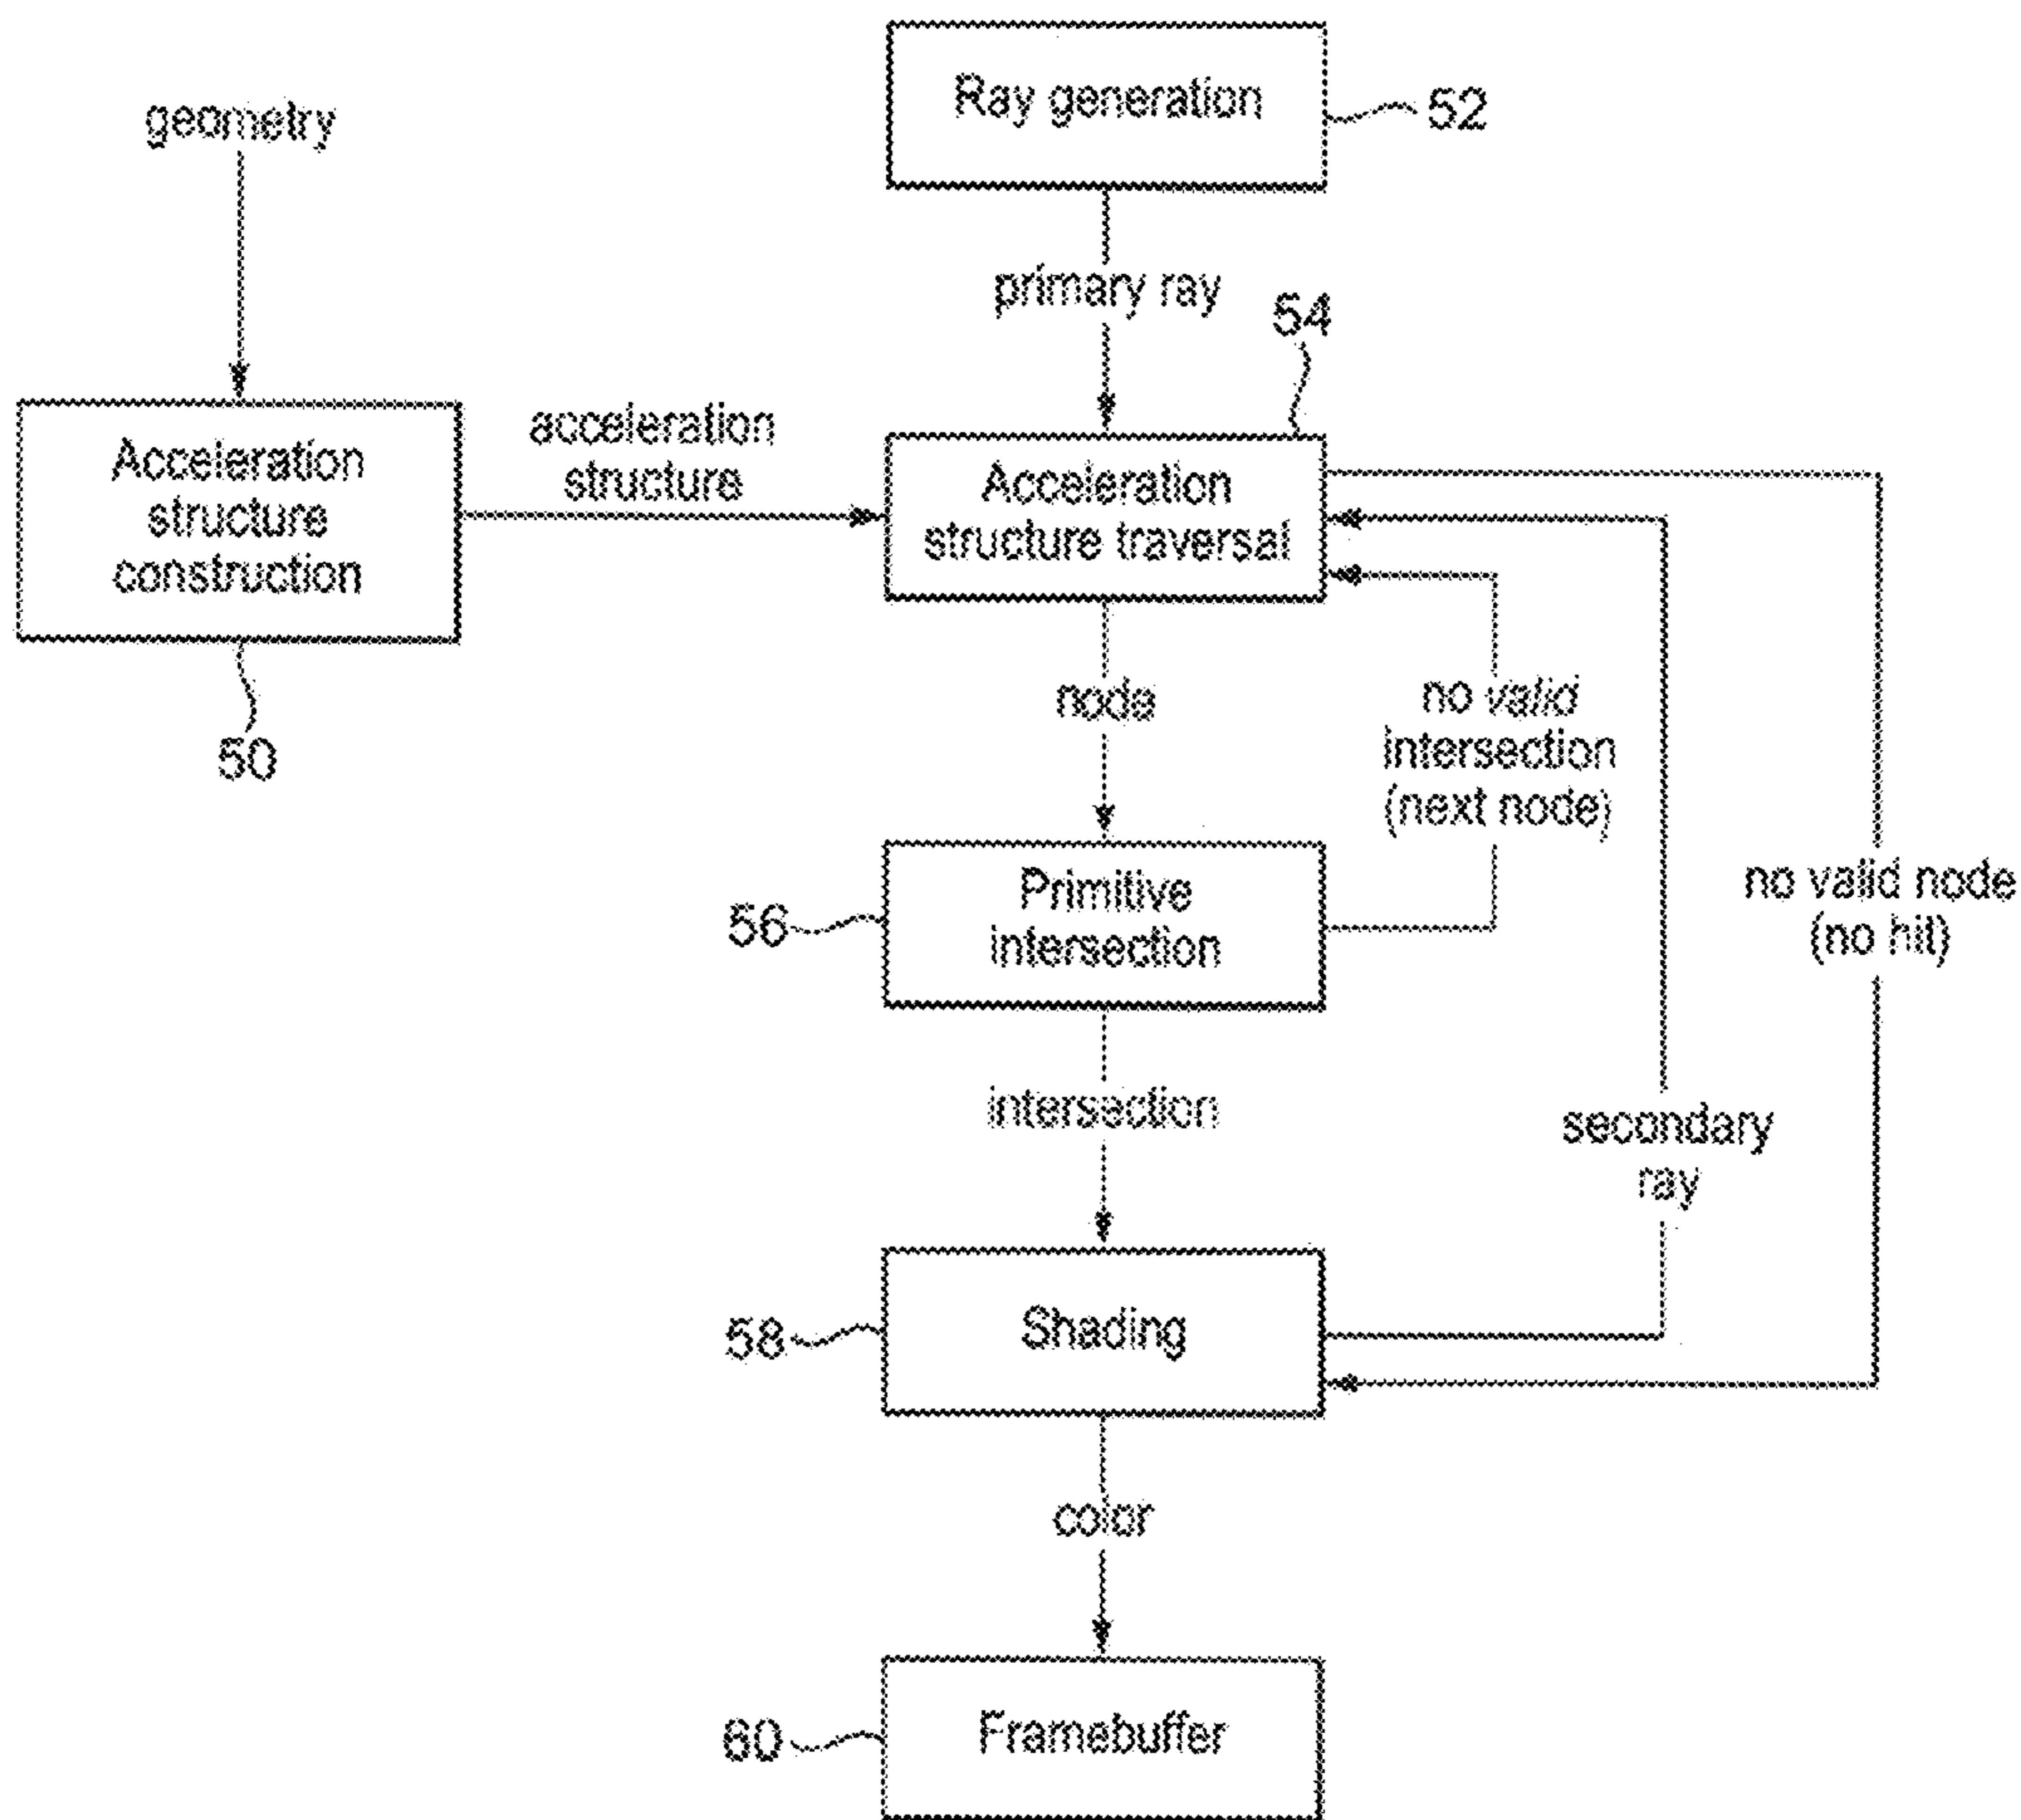 Ray generation
52
geometry
primary ray
54
acceleration
structure
Acceleration
structure
construction
Acceleration
structure traversal
50
node
no valid
intersection
(next node)
no valid node
(no hit)
Primitive
intersection
56
intersection
secondary
ray
58
Shading
color
60
Framebuffer